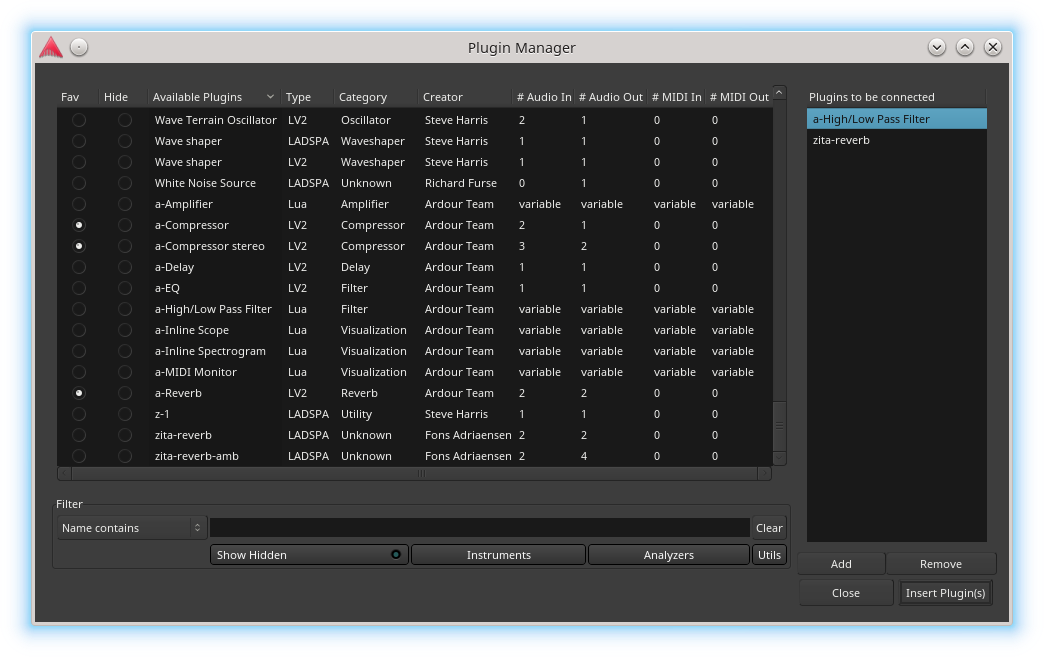 Plugin Manager
Fav Hide Available Plugins Type Category Creator # Audio In # Audio Out # MIDI In # MIDI Out
Wave Terrain Oscillator LV2 Oscillator Steve Harris 2 1 0 0
Wave shaper LADSPA Waveshaper Steve Harris 1 1 0 0
Wave shaper LV2 Waveshaper Steve Harris 1 1 0 0
White Noise Source LADSPA Unknown Richard Furse 0 1 0 0
a-Amplifier Lua Amplifier Ardour Team variable variable variable variable
a-Compressor LV2 Compressor Ardour Team 2 1 0 0
a-Compressor stereo LV2 Compressor Ardour Team 3 2 0 0
a-Delay LV2 Delay Ardour Team 1 1 0 0
a-EQ LV2 Filter Ardour Team 1 1 0 0
a-High/Low Pass Filter Lua Filter Ardour Team variable variable variable variable
a-Inline Scope Lua Visualization Ardour Team variable variable variable variable
a-Inline Spectrogram Lua Visualization Ardour Team variable variable variable variable
a-MIDI Monitor Lua Visualization Ardour Team variable variable variable variable
a-Reverb LV2 Reverb Ardour Team 2 2 0 0
z-1 LADSPA Utility Steve Harris 1 1 0 0
zita-reverb LADSPA Unknown Fons Adriaensen 2 2 0 0
zita-reverb-amb LADSPA Unknown Fons Adriaensen 2 4 0 0
Plugins to be connected
a-High/Low Pass Filter
zita-reverb
Filter
Name contains Clear
Show Hidden Instruments Analyzers Utils
Add Remove
Close Insert Plugin(s)